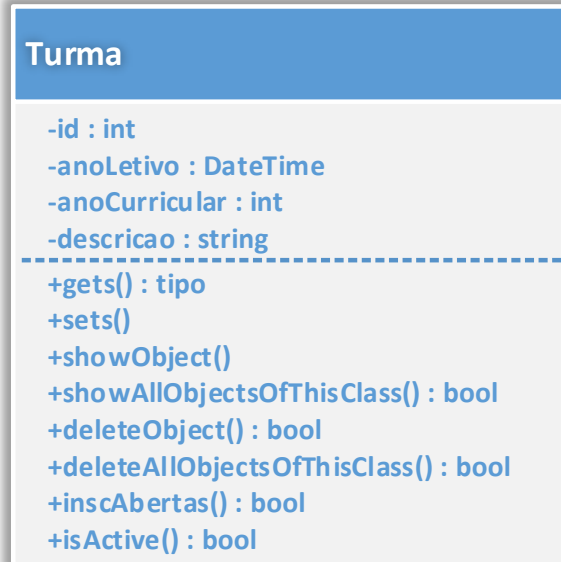 Turma
-id : int
-anoLetivo : DateTime
-anoCurricular : int
-descricao : string
+gets() : tipo
+sets()
+showObject()
+showAllObjectsOfThisClass() : bool
+deleteObject() : bool
+deleteAllObjectsOfThisClass() : bool
+inscAbertas() : bool
+isActive() : bool